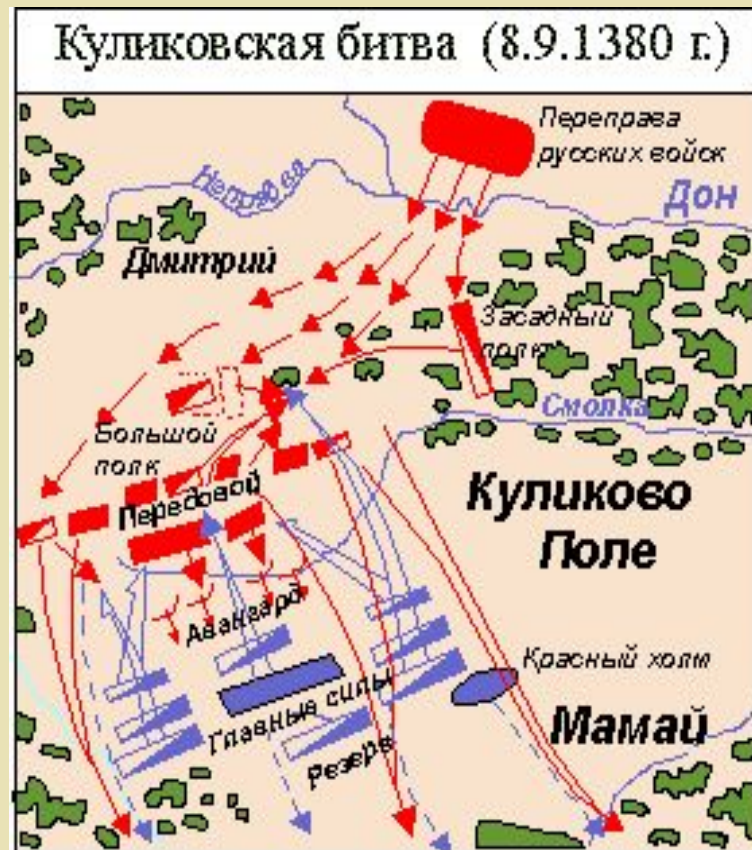 Куликовская битва (8.9.1380 г.)
Переправа
русских войск
Непрядва
Дон
Дмитрий
Засадный
полк
Смолка
Большой
полк
Передовой
Куликово
Поле
Авангард
Красный холм
Главные силы
Мамай
Резерв